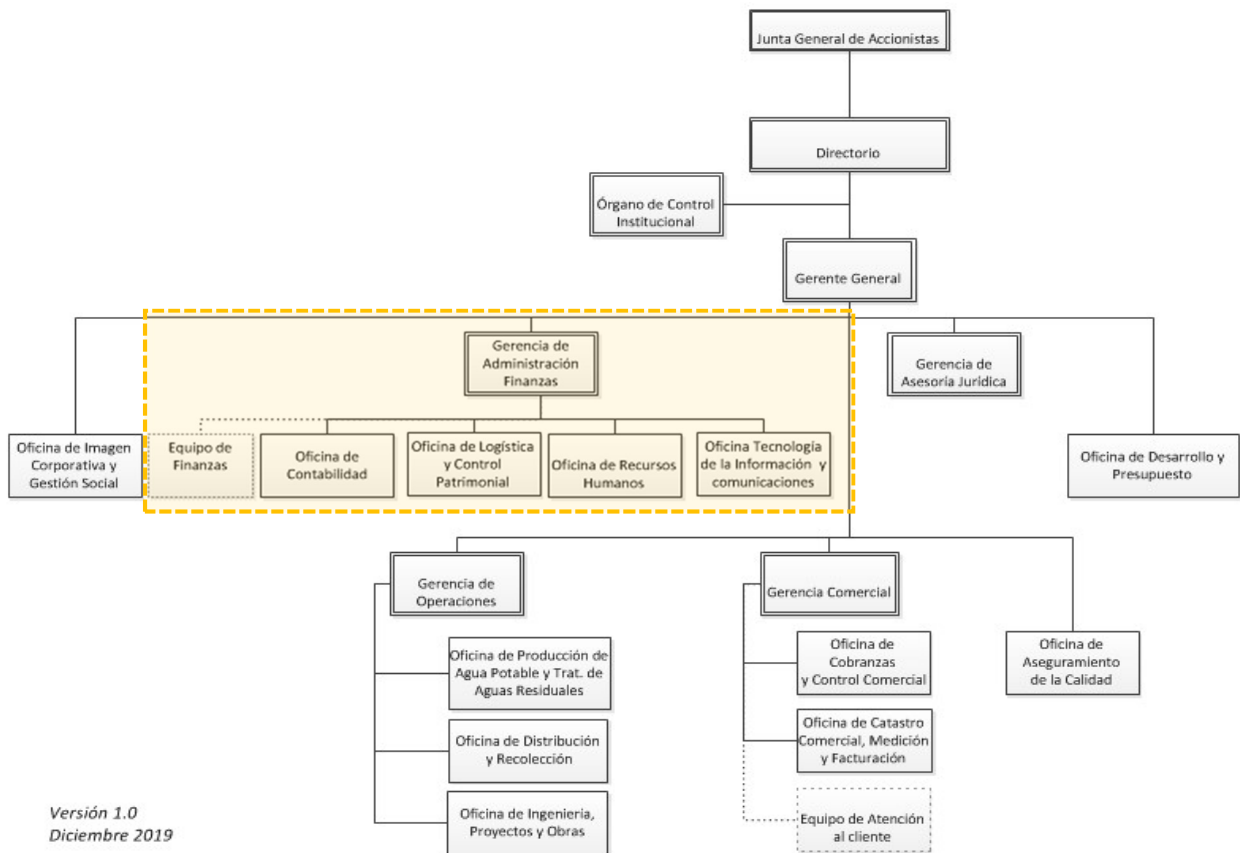 Junta General de Accionistas
Directorio
Órgano de Control
Institucional
Gerente General
Gerencia de
Administración
Finanzas
Gerencia de
Asesoría Jurídica
Oficina de Imagen
Corporativa y
Gestión Social
Equipo de
Finanzas
Oficina de
Contabilidad
Oficina de Logística
y Control
Patrimonial
Oficina de Recursos
Humanos
Oficina Tecnología
de la Información y
comunicaciones
Oficina de Desarrollo y
Presupuesto
Gerencia de
Operaciones
Gerencia Comercial
Oficina de Producción de
Agua Potable y Trat. de
Aguas Residuales
Oficina de
Cobranzas
y Control Comercial
Oficina de
Aseguramiento
de la Calidad
Oficina de Distribución
y Recolección
Oficina de Catastro
Comercial, Medición
y Facturación
Oficina de Ingeniería,
Proyectos y Obras
Equipo de Atención
al cliente
Versión 1.0
Diciembre 2019